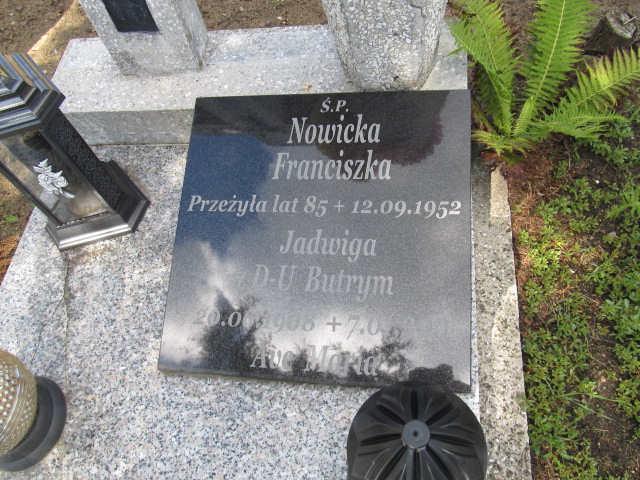 Ś.P.
Nowicka
Franciszka
Przeżyła lat 85 + 12.09.1952
Jadwiga
D-U Butrym
Ave Maria